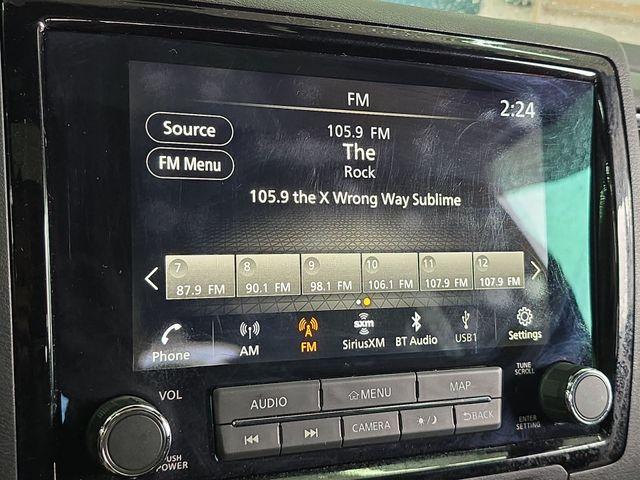 FM
2:24
Source
105.9 FM
The
FM Menu
Rock
105.9 the X Wrong Way Sublime
7 8 9 10 11 12
87.9 FM 90.1 FM 98.1 FM 106.1 FM 107.9 FM 107.9 FM
Phone AM FM SiriusXM BT Audio USB1 Settings
sxm
VOL
AUDIO MENU MAP
TUNE
SCROLL
CAMERA BACK
PUSH
POWER
ENTER
SETTING